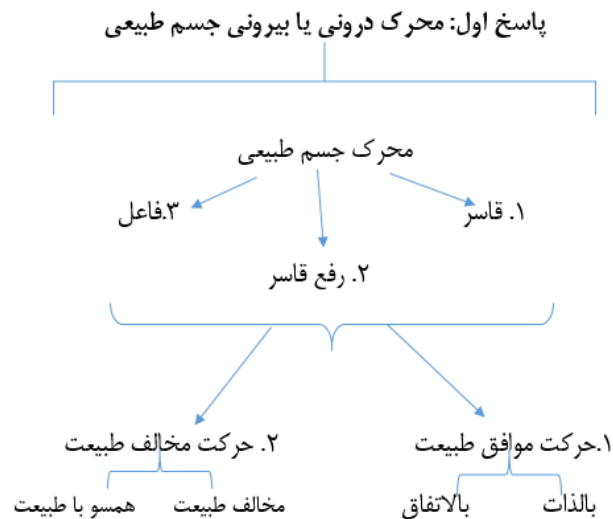 پاسخ اول: محرک درونی یا بیرونی جسم طبیعی
محرک جسم طبیعی
۱. قاسر
۳.فاعل
۲. رفع قاسر
۱.حرکت موافق طبیعت
۲. حرکت مخالف طبیعت
بالذات
بالاتفاق
مخالف طبیعت
همسو با طبیعت